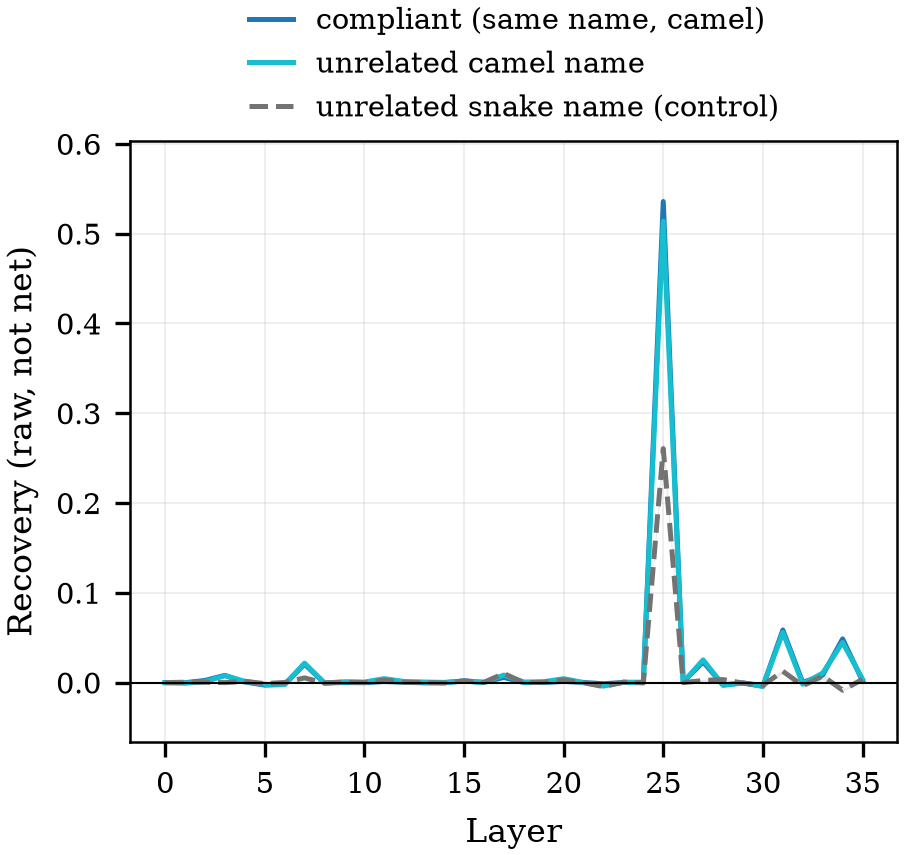 compliant (same name, camel)
unrelated camel name
unrelated snake name (control)
Recovery (raw, not net)
0.6
0.5
0.4
0.3
0.2
0.1
0.0
0 5 10 15 20 25 30 35
Layer